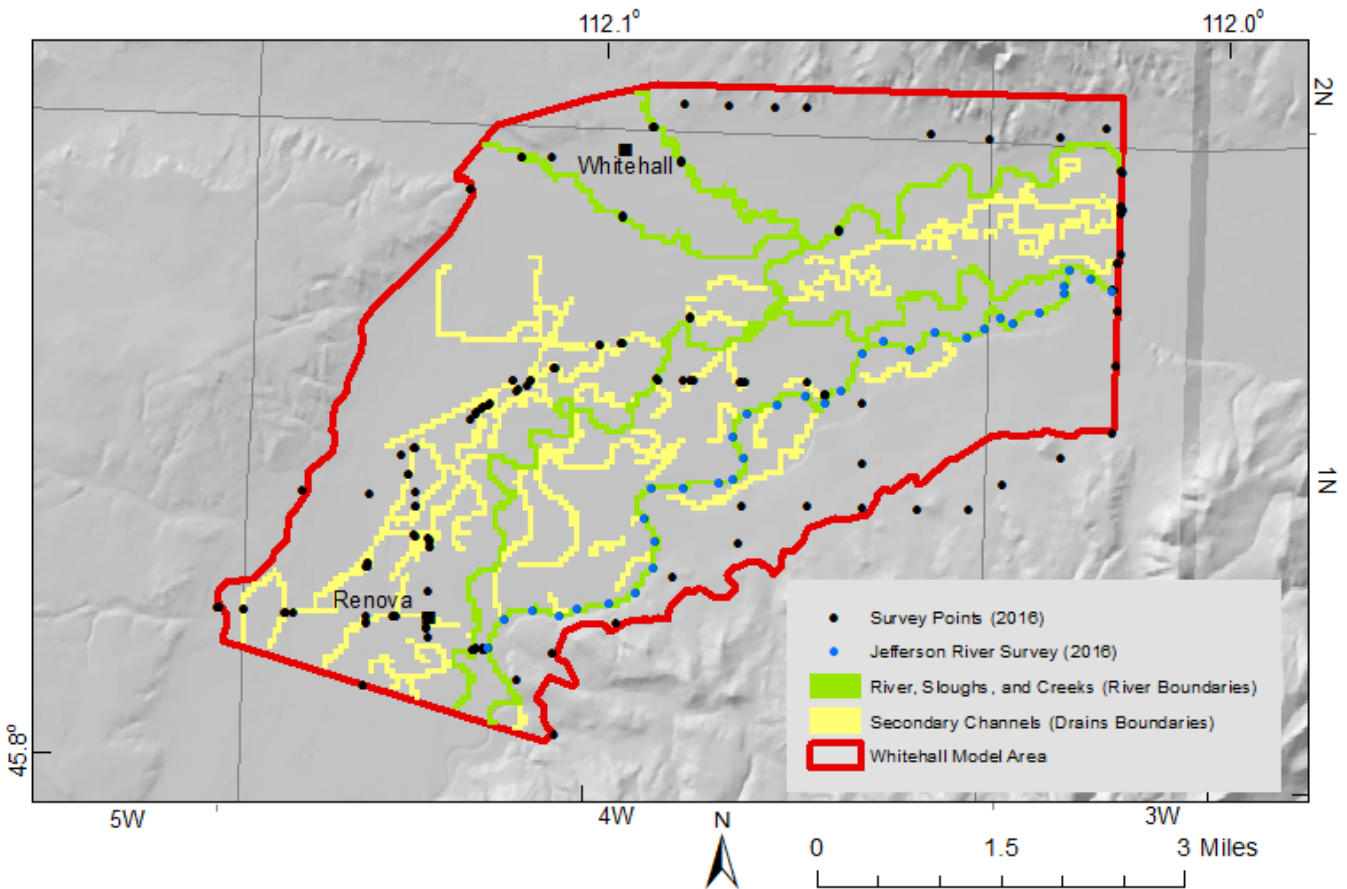 112.1°
112.0°
2N
Whitehall
1N
Renova
Survey Points (2016)
Jefferson River Survey (2016)
River, Sloughs, and Creeks (River Boundaries)
Secondary Channels (Drains Boundaries)
Whitehall Model Area
45.8°
5W
4W
N
3W
0
1.5
3 Miles